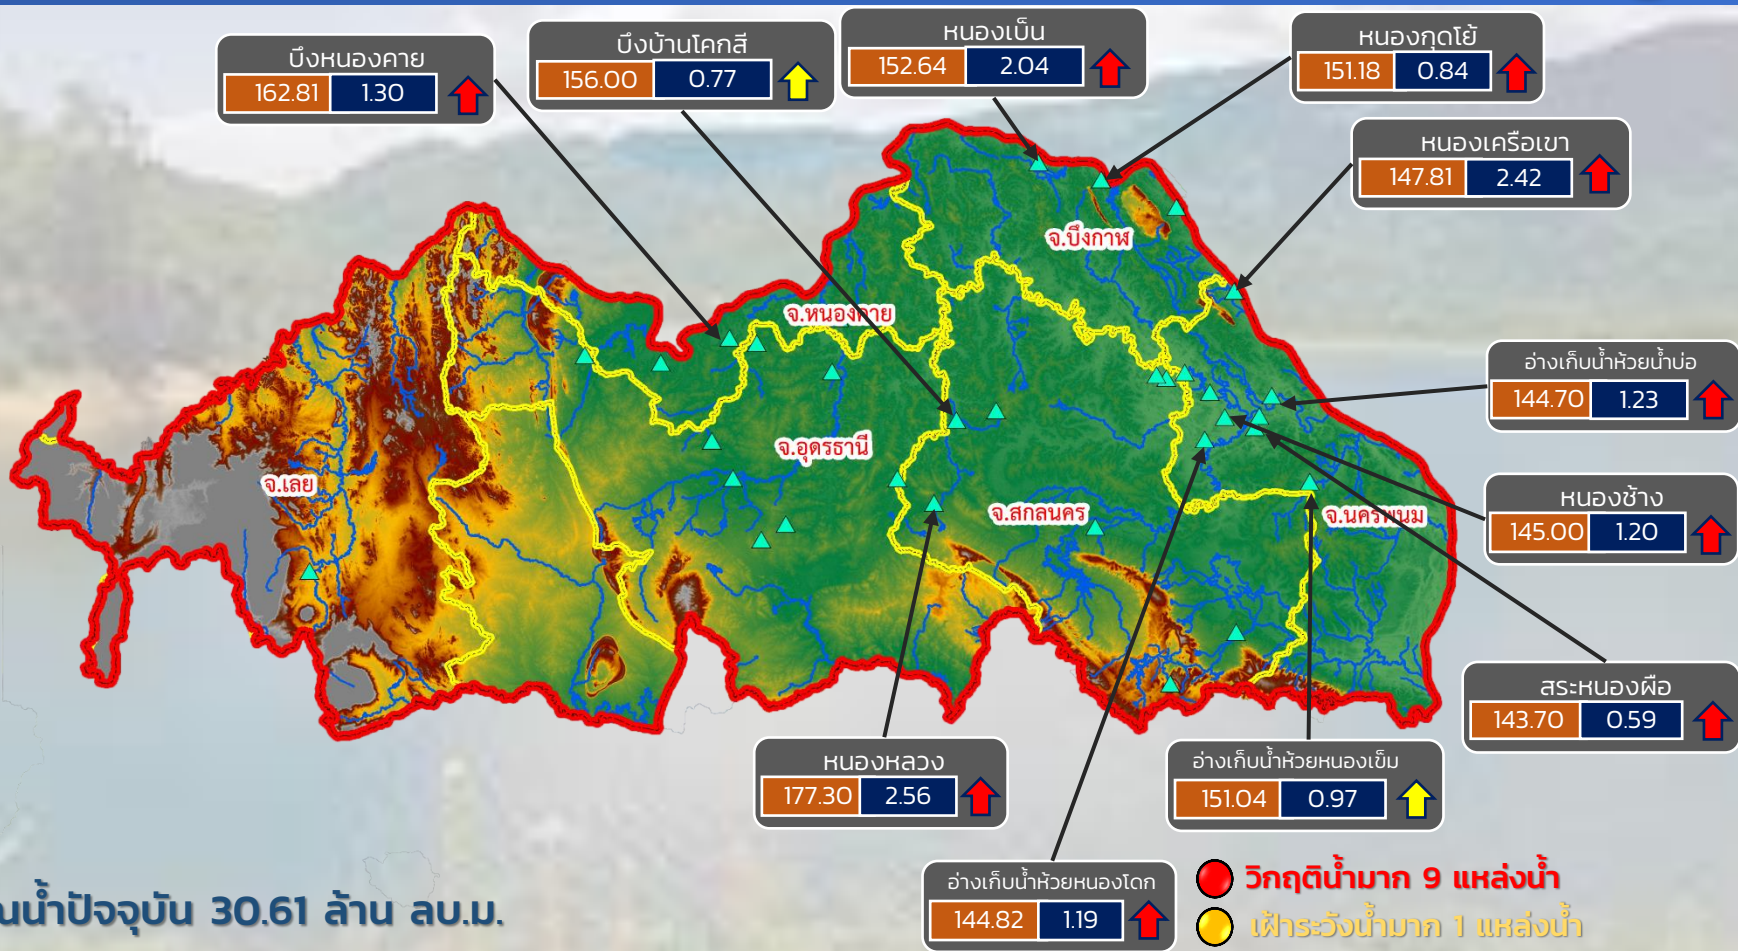 บึงหนองคาย
162.81 1.30
บึงบ้านโคกสี
156.00 0.77
หนองเบ็น
152.64 2.04
หนองกุดโย้
151.18 0.84
หนองเครือเขา
147.81 2.42
จ.บึงกาฬ
จ.หนองคาย
จ.อุดรธานี
จ.เลย
จ.สกลนคร
จ.นครพนม
อ่างเก็บน้ำห้วยน้ำบ่อ
144.70 1.23
หนองช้าง
145.00 1.20
สระหนองผือ
143.70 0.59
หนองหลวง
177.30 2.56
อ่างเก็บน้ำห้วยหนองเข็ม
151.04 0.97
อ่างเก็บน้ำห้วยหนองโดก
144.82 1.19
วิกฤติน้ำมาก 9 แหล่งน้ำ
เฝ้าระวังน้ำมาก 1 แหล่งน้ำ
ณน้ำปัจจุบัน 30.61 ล้าน ลบ.ม.